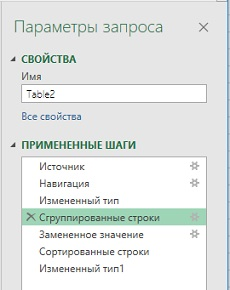 Параметры запроса
СВОЙСТВА
Имя
Table2
Все свойства
ПРИМЕНЕННЫЕ ШАГИ
Источник
Навигация
Измененный тип
Сгруппированные строки
Замененное значение
Сортированные строки
Измененный тип1